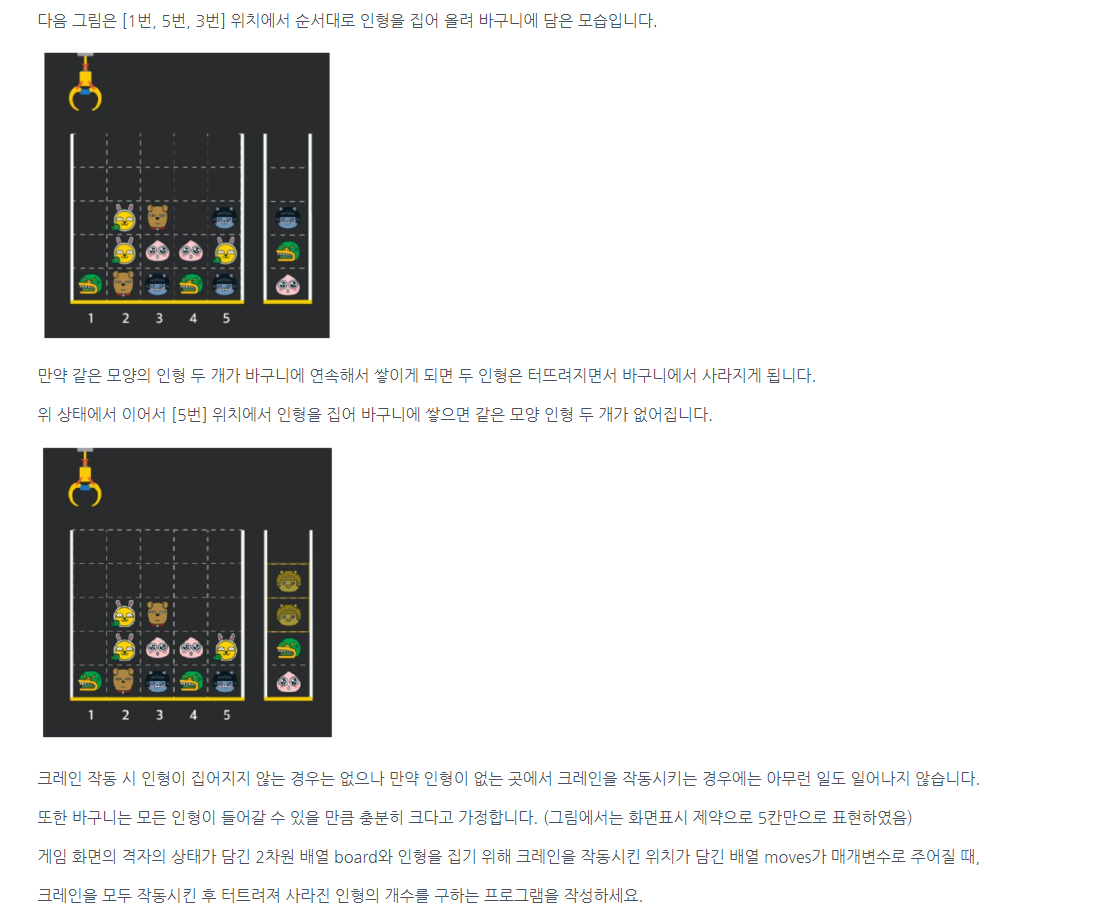 다음 그림은 [1번, 5번, 3번] 위치에서 순서대로 인형을 집어 올려 바구니에 담은 모습입니다.
1 2 3 4 5
만약 같은 모양의 인형 두 개가 바구니에 연속해서 쌓이게 되면 두 인형은 터뜨려지면서 바구니에서 사라지게 됩니다.
위 상태에서 이어서 [5번] 위치에서 인형을 집어 바구니에 쌓으면 같은 모양 인형 두 개가 없어집니다.
1 2 3 4 5
크레인 작동 시 인형이 집어지지 않는 경우는 없으나 만약 인형이 없는 곳에서 크레인을 작동시키는 경우에는 아무런 일도 일어나지 않습니다.
또한 바구니는 모든 인형이 들어갈 수 있을 만큼 충분히 크다고 가정합니다. (그림에서는 화면표시 제약으로 5칸만으로 표현하였음)
게임 화면의 격자의 상태가 담긴 2차원 배열 board와 인형을 집기 위해 크레인을 작동시킨 위치가 담긴 배열 moves가 매개변수로 주어질 때,
크레인을 모두 작동시킨 후 터트려져 사라진 인형의 개수를 구하는 프로그램을 작성하세요.